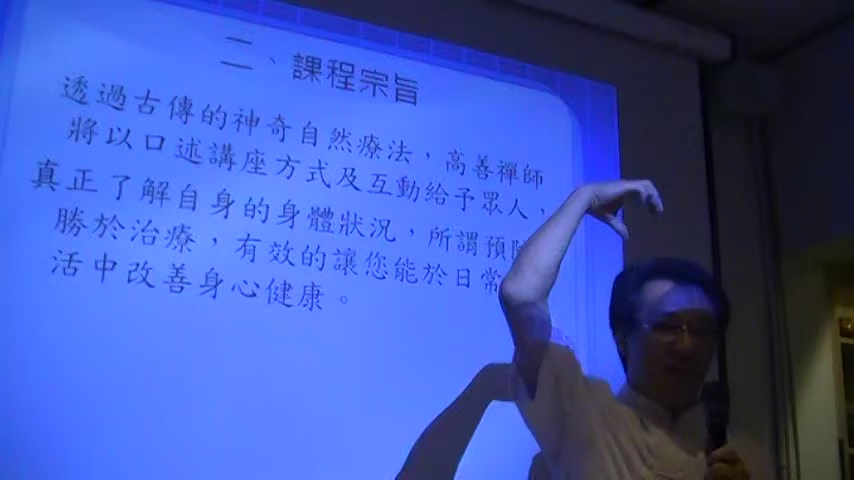 二、課程宗旨
透過古傳的神奇自然療法，高善禪師
將以口述講座方式及互動給予眾人，
真正了解自身的身體狀況，所謂預防
勝於治療，有效的讓您能於日常
活中改善身心健康。